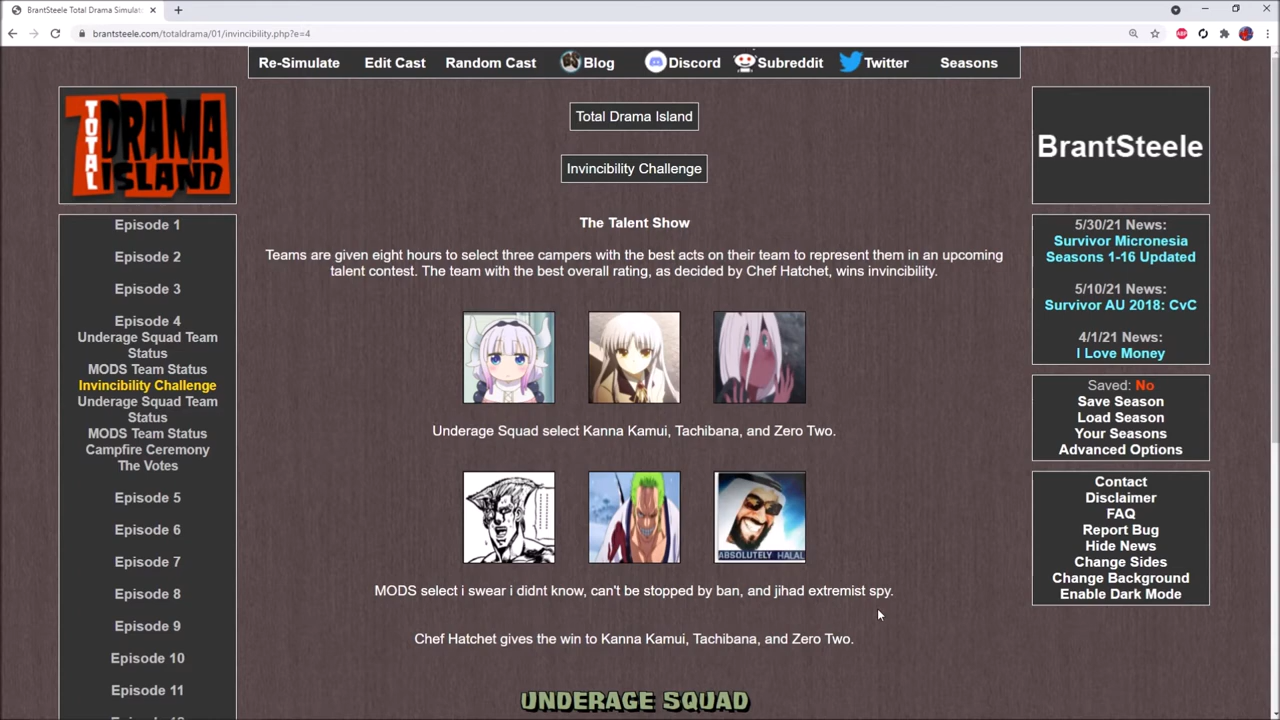 BrantSteele Total Drama Simulat
brantsteele.com/totaldrama/01/invincibility.php?e=4
ABP
Re-Simulate
Edit Cast
Random Cast
Blog
Discord
Subreddit
Twitter
Seasons
TOTAL
DRAMA
ISLAND
Episode 1
Episode 2
Episode 3
Episode 4
Underage Squad Team
Status
MODS Team Status
Invincibility Challenge
Underage Squad Team
Status
MODS Team Status
Campfire Ceremony
The Votes
Episode 5
Episode 6
Episode 7
Episode 8
Episode 9
Episode 10
Episode 11
Total Drama Island
Invincibility Challenge
The Talent Show
Teams are given eight hours to select three campers with the best acts on their team to represent them in an upcoming
talent contest. The team with the best overall rating, as decided by Chef Hatchet, wins invincibility.
Underage Squad select Kanna Kamui, Tachibana, and Zero Two.
ABSOLUTELY HALAL
MODS select i swear i didnt know, can't be stopped by ban, and jihad extremist spy.
Chef Hatchet gives the win to Kanna Kamui, Tachibana, and Zero Two.
UNDERAGE SQUAD
BrantSteele
5/30/21 News:
Survivor Micronesia
Seasons 1-16 Updated
5/10/21 News:
Survivor AU 2018: CvC
4/1/21 News:
I Love Money
Saved: No
Save Season
Load Season
Your Seasons
Advanced Options
Contact
Disclaimer
FAQ
Report Bug
Hide News
Change Sides
Change Background
Enable Dark Mode